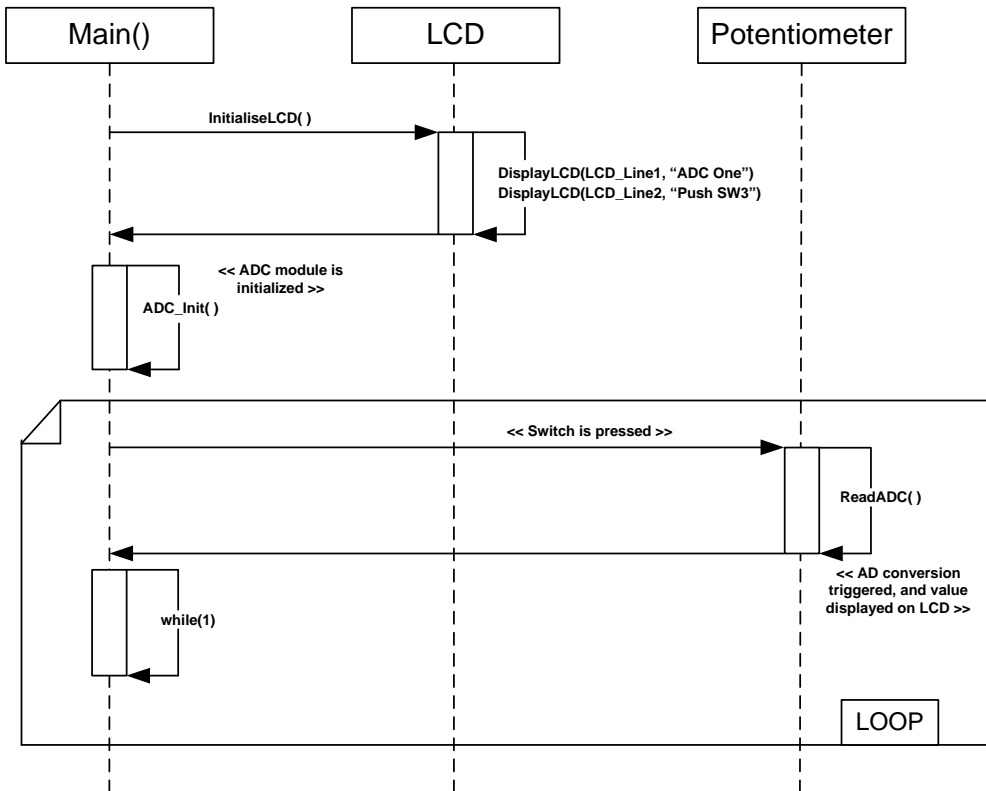 Main()
LCD
Potentiometer
InitialiseLCD( )
DisplayLCD(LCD_Line1, “ADC One”)
DisplayLCD(LCD_Line2, “Push SW3”)
<< ADC module is
initialized >>
ADC_Init( )
<< Switch is pressed >>
ReadADC( )
<< AD conversion
triggered, and value
displayed on LCD >>
while(1)
LOOP